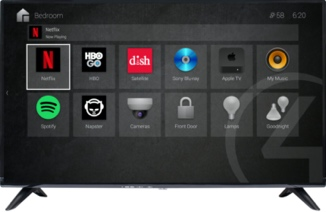 Bedroom 58 6:20
Netflix
Now Playing
NETFLIX HBO GO dish
Netflix HBO Satellite Sony Bluray Apple TV My Music
Spotify Napster Cameras Front Door Lamps Goodnight